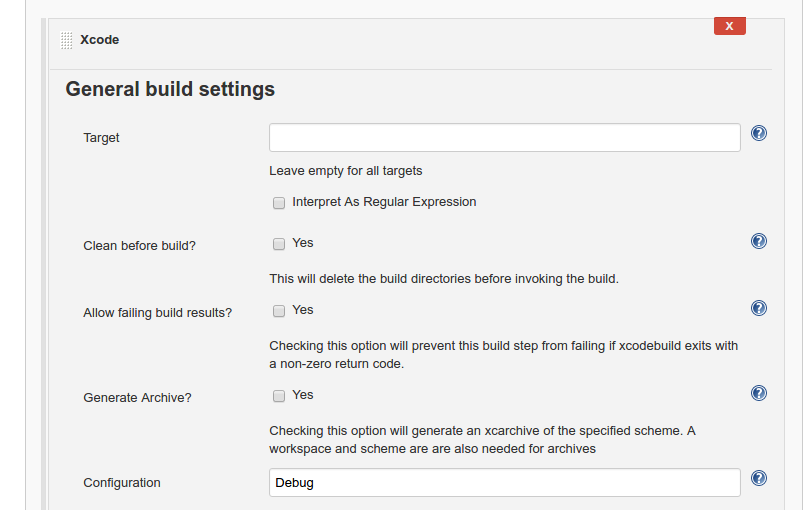 X
Xcode
General build settings
Target
Leave empty for all targets
Interpret As Regular Expression
Clean before build?
Yes
This will delete the build directories before invoking the build.
Allow failing build results?
Yes
Checking this option will prevent this build step from failing if xcodebuild exits with
a non-zero return code.
Generate Archive?
Yes
Checking this option will generate an xcarchive of the specified scheme. A
workspace and scheme are are also needed for archives
Configuration
Debug